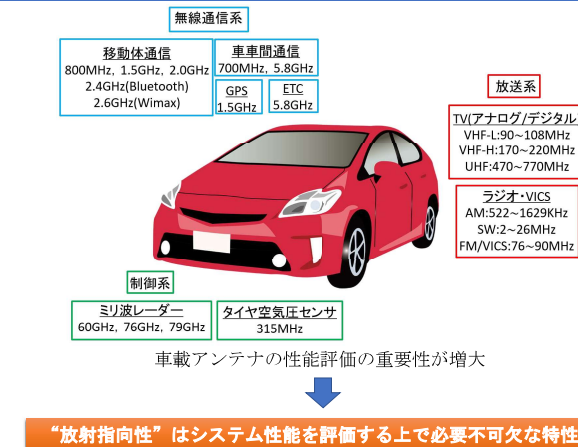 無線通信系
移動体通信
800MHz, 1.5GHz, 2.0GHz
2.4GHz(Bluetooth)
2.6GHz(Wimax)
車車間通信
700MHz, 5.8GHz
GPS
1.5GHz
ETC
5.8GHz
放送系
TV(アナログ/デジタル)
VHF-L:90~108MHz
VHF-H:170~220MHz
UHF:470~770MHz
ラジオ・VICS
AM:522~1629KHz
SW:2~26MHz
FM/VICS:76~90MHz
制御系
ミリ波レーダー
60GHz, 76GHz, 79GHz
タイヤ空気圧センサ
315MHz
車載アンテナの性能評価の重要性が増大
“放射指向性”はシステム性能を評価する上で必要不可欠な特性